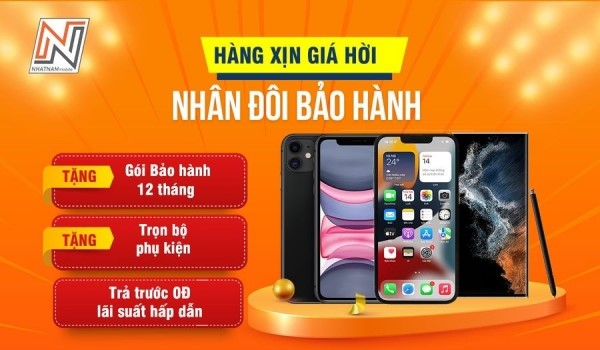 NHATNAM
HÀNG XỊN GIÁ HỜI
NHÂN ĐÔI BẢO HÀNH
TẶNG
Gói Bảo hành
12 tháng
TẶNG
Trọn bộ
phụ kiện
Trả trước 0Đ
lãi suất hấp dẫn